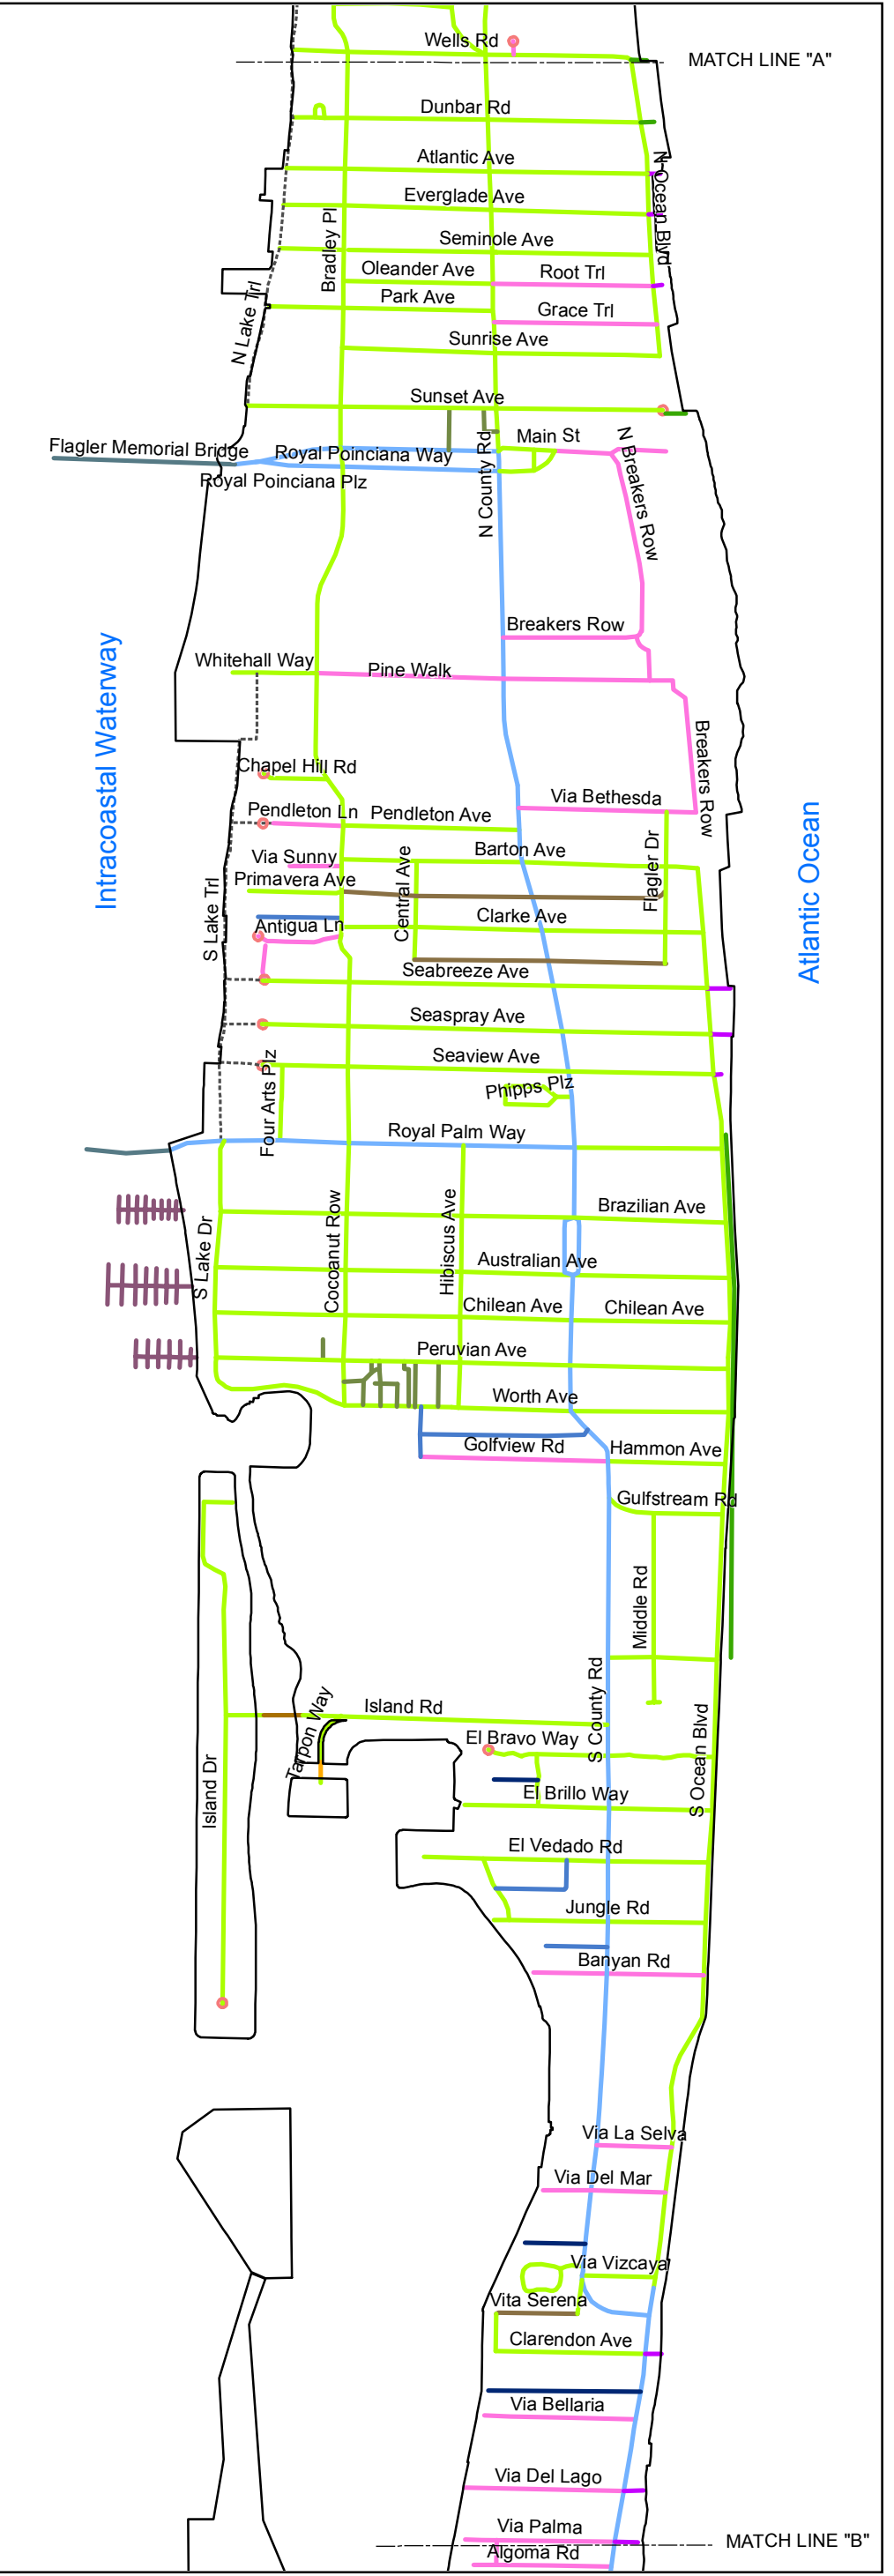 Wells Rd
MATCH LINE "A"
Dunbar Rd
Atlantic Ave
N Ocean Blvd
Everglade Ave
Bradley Pl
Seminole Ave
Oleander Ave
Root Trl
Park Ave
Grace Trl
N Lake Trl
Sunrise Ave
Sunset Ave
Main St
N County Rd
N Breakers Row
Flagler Memorial Bridge
Royal Poinciana Way
Royal Poinciana Plz
Breakers Row
Whitehall Way
Pine Walk
Intracoastal Waterway
Chapel Hill Rd
Breakers Row
Via Bethesda
Pendleton Ln
Pendleton Ave
Atlantic Ocean
Barton Ave
Via Sunny
Central Ave
Flagler Dr
Primavera Ave
S Lake Trl
Clarke Ave
Antigua Ln
Seabreeze Ave
Seaspray Ave
Seaview Ave
Phipps Plz
Four Arts Plz
Royal Palm Way
Brazilian Ave
S Lake Dr
Cocoanut Row
Hibiscus Ave
Australian Ave
Chilean Ave
Chilean Ave
Peruvian Ave
Worth Ave
Golfview Rd
Hammon Ave
Gulfstream Rd
Middle Rd
S County Rd
Island Rd
Tarpon Way
El Bravo Way
S Ocean Blvd
Island Dr
El Brillo Way
El Vedado Rd
Jungle Rd
Banyan Rd
Via La Selva
Via Del Mar
Via Vizcaya
Vita Serena
Clarendon Ave
Via Bellaria
Via Del Lago
Via Palma
MATCH LINE "B"
Algoma Rd